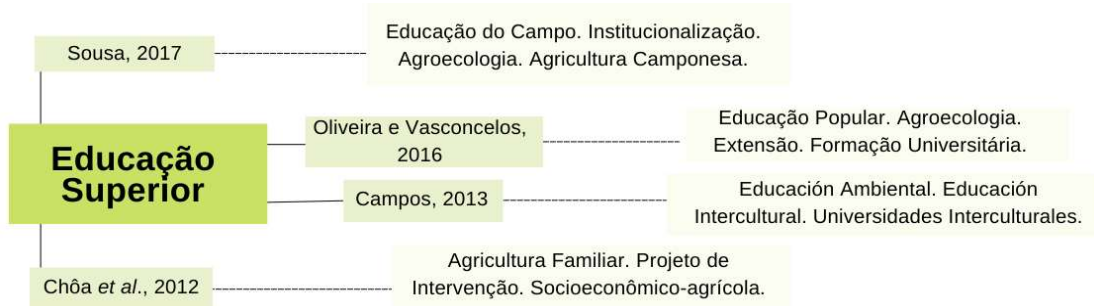 Sousa, 2017
Educação do Campo. Institucionalização.
Agroecologia. Agricultura Camponesa.
Educação
Superior
Oliveira e Vasconcelos,
2016
Educação Popular. Agroecologia.
Extensão. Formação Universitária.
Campos, 2013
Educación Ambiental. Educación
Intercultural. Universidades Interculturales.
Chôa et al., 2012
Agricultura Familiar. Projeto de
Intervenção. Socioeconômico-agrícola.